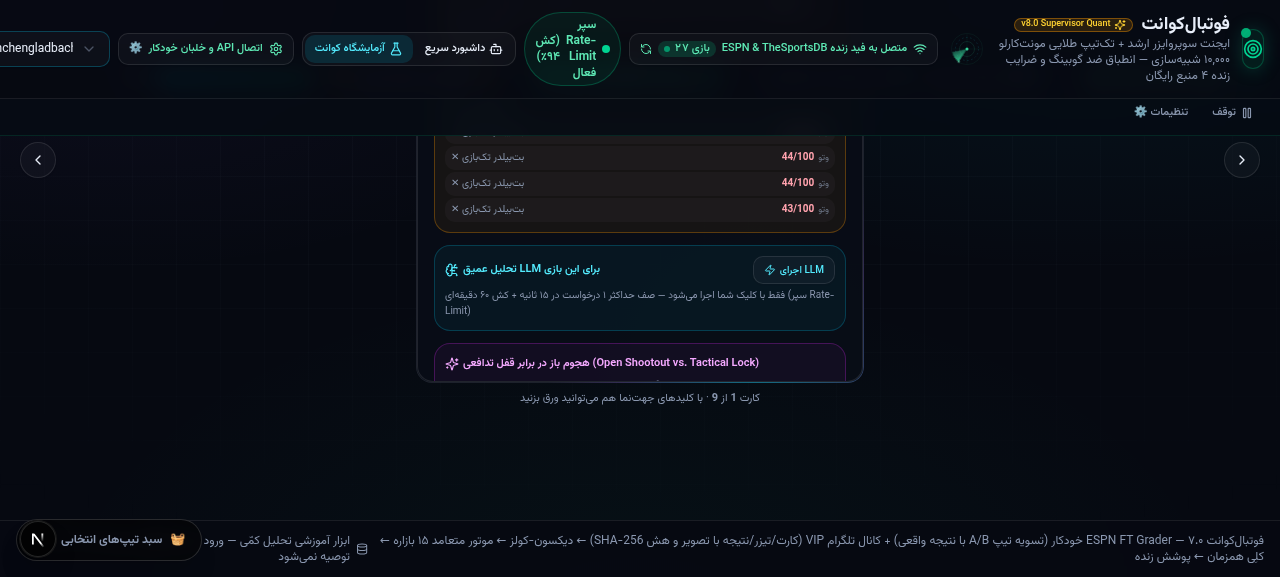 فوتبال‌کوانت
v8.0 Supervisor Quant
ایجنت سوپروایزر ارشد + تک‌تیپ طلایی مونت‌کارلو
۱۰,۰۰۰ شبیه‌سازی — انطباق ضد گوبینگ و ضرایب
زنده ۴ منبع رایگان
متصل به فید زنده ESPN & TheSportsDB
۲۷ بازی
سپر
Rate-Limit
(کش ۹۴٪)
فعال
داشبورد سریع
آزمایشگاه کوانت
اتصال API و خلبان خودکار ⚙️
nchengladbach
توقف
تنظیمات ⚙️
✕ بت‌بیلدر تک‌بازی
وتو 44/100
✕ بت‌بیلدر تک‌بازی
وتو 44/100
✕ بت‌بیلدر تک‌بازی
وتو 43/100
تحلیل عمیق LLM برای این بازی
اجرای LLM
فقط با کلیک شما اجرا می‌شود — صف حداکثر ۱ درخواست در ۱۵ ثانیه + کش ۶۰ دقیقه‌ای (سپر Rate-
Limit)
هجوم باز در برابر قفل تدافعی (Open Shootout vs. Tactical Lock)
کارت 1 از 9 · با کلیدهای جهت‌نما هم می‌توانید ورق بزنید
فوتبال‌کوانت ۷.۰ — ESPN FT Grader خودکار (تسویه تیپ A/B با نتیجه واقعی) + کانال تلگرام VIP (کارت/تیزر/نتیجه با تصویر و هش SHA-256) ← دیکسون-کولز ← موتور متعامد ۱۵ بازاره ←
کلِی همزمان ← پوشش زنده
ابزار آموزشی تحلیل کمّی — ورود
توصیه نمی‌شود
سبد تیپ‌های انتخابی
N